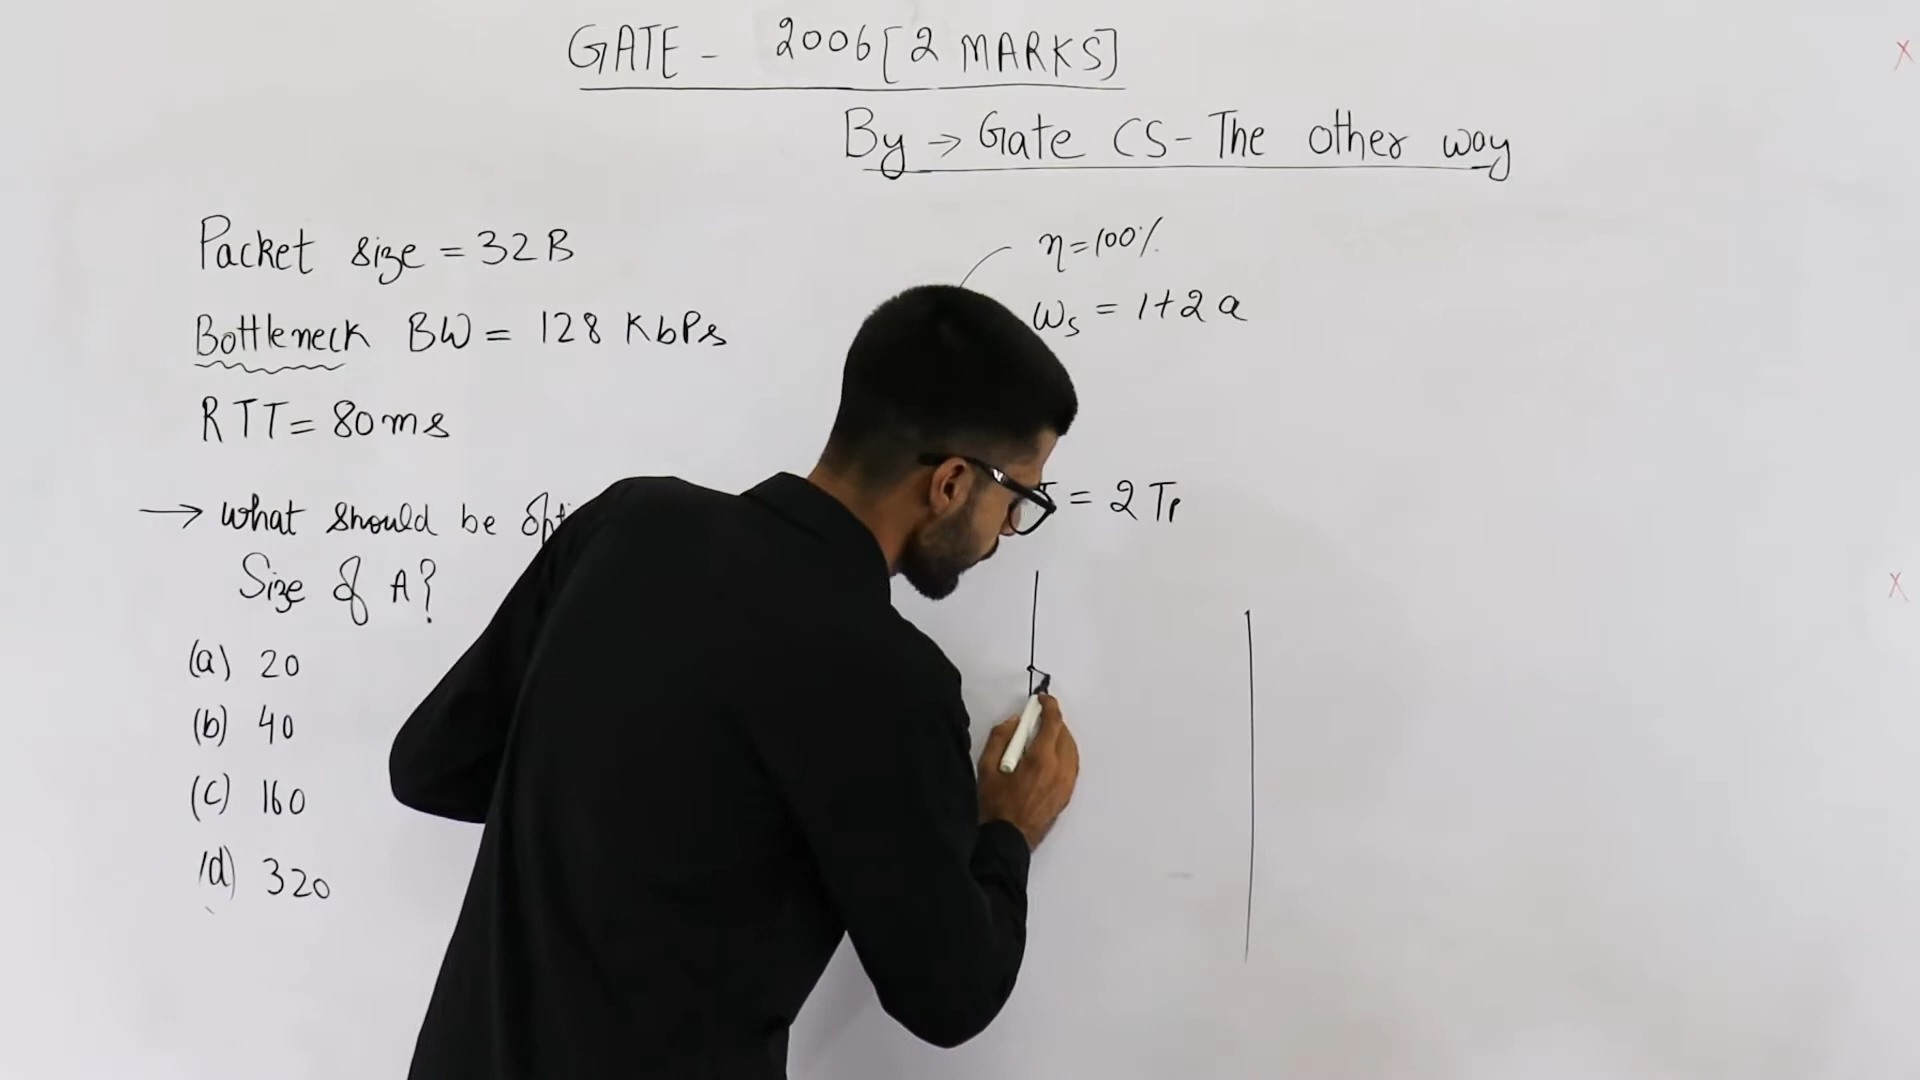 GATE - 2006 [2 MARKS]
By → Gate CS - The other way
Packet size = 32 B
Bottleneck BW = 128 KbPs
RTT = 80 ms
→ what should be
Size of A?
(a) 20
(b) 40
(c) 160
(d) 320
η = 100%
Ws = 1+2a
= 2 Tp
X
X